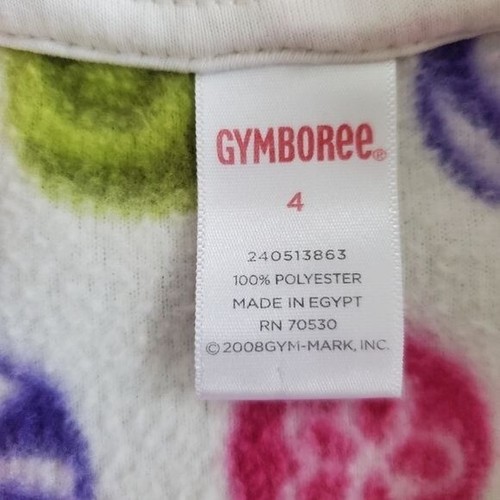 GYMBOREE®
4
240513863
100% POLYESTER
MADE IN EGYPT
RN 70530
©2008GYM-MARK, INC.